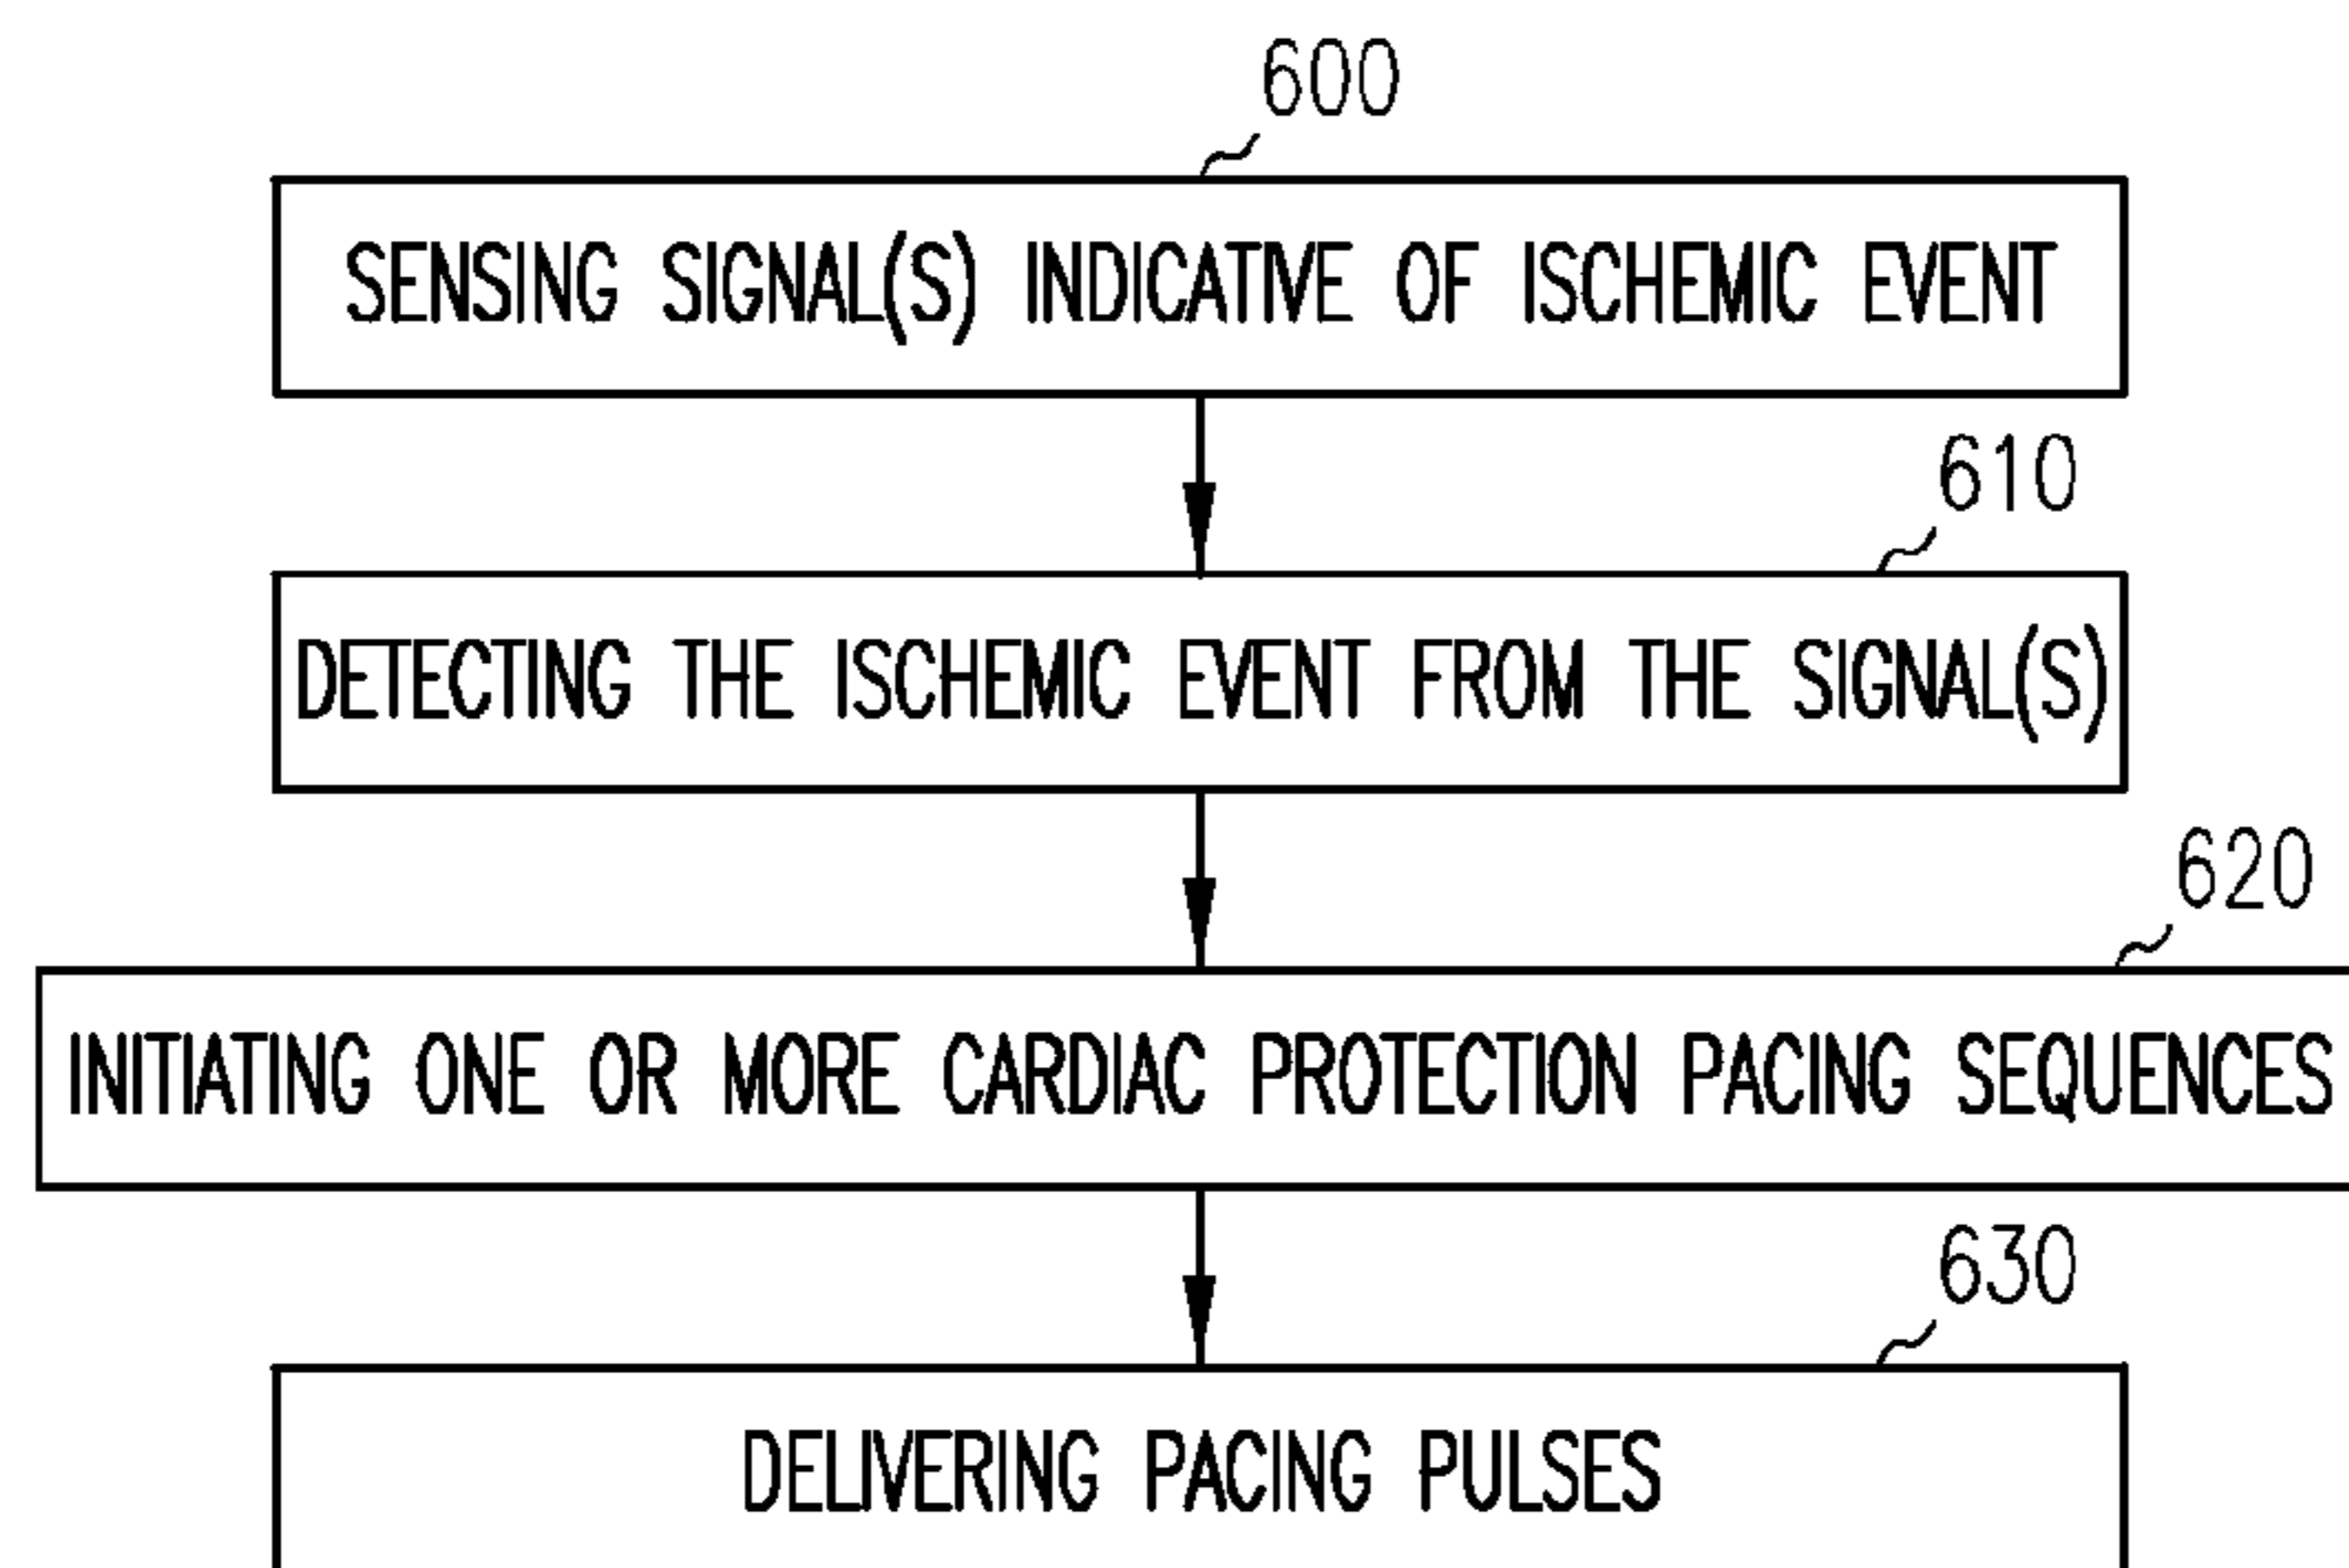 600
SENSING SIGNAL(S) INDICATIVE OF ISCHEMIC EVENT
610
DETECTING THE ISCHEMIC EVENT FROM THE SIGNAL(S)
620
INITIATING ONE OR MORE CARDIAC PROTECTION PACING SEQUENCES
630
DELIVERING PACING PULSES